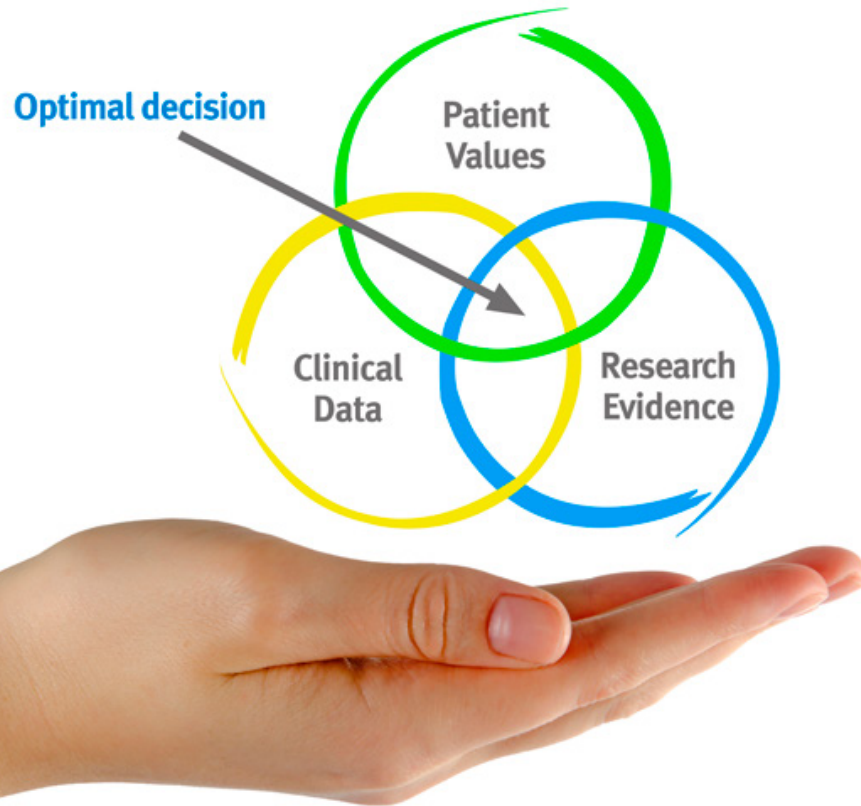 Optimal decision
Patient
Values
Clinical
Data
Research
Evidence